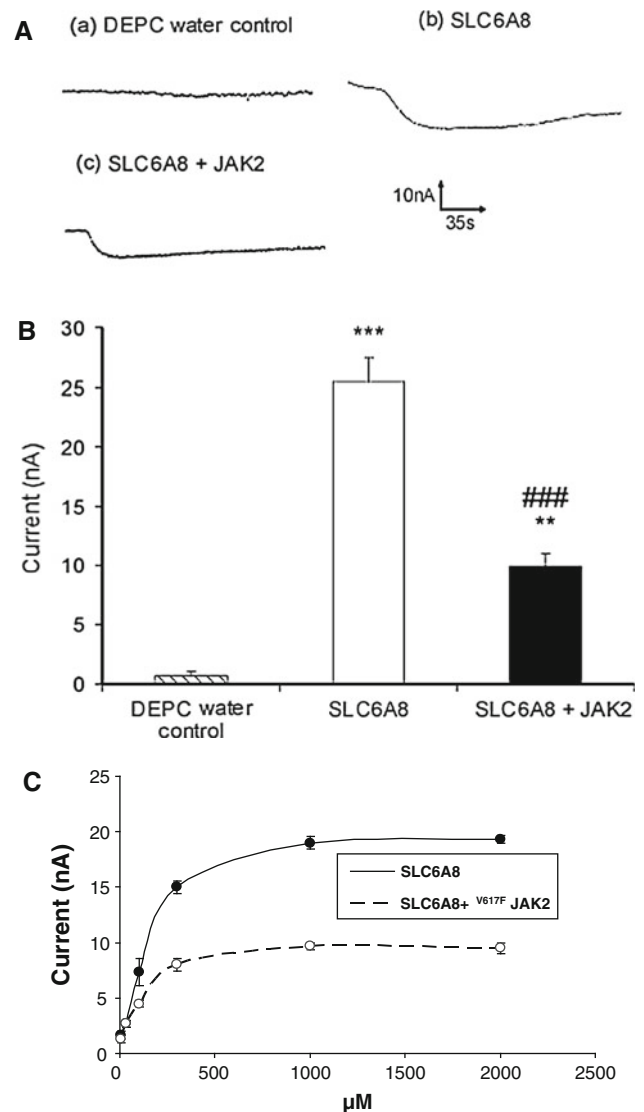 A
(a) DEPC water control
(b) SLC6A8
(c) SLC6A8 + JAK2
10nA
35s
B
Current (nA)
30
25
20
15
10
5
0
***
###
**
DEPC water control
SLC6A8
SLC6A8 + JAK2
C
Current (nA)
25
20
15
10
5
0
SLC6A8
SLC6A8+ V617F JAK2
0
500
1000
1500
2000
2500
µM